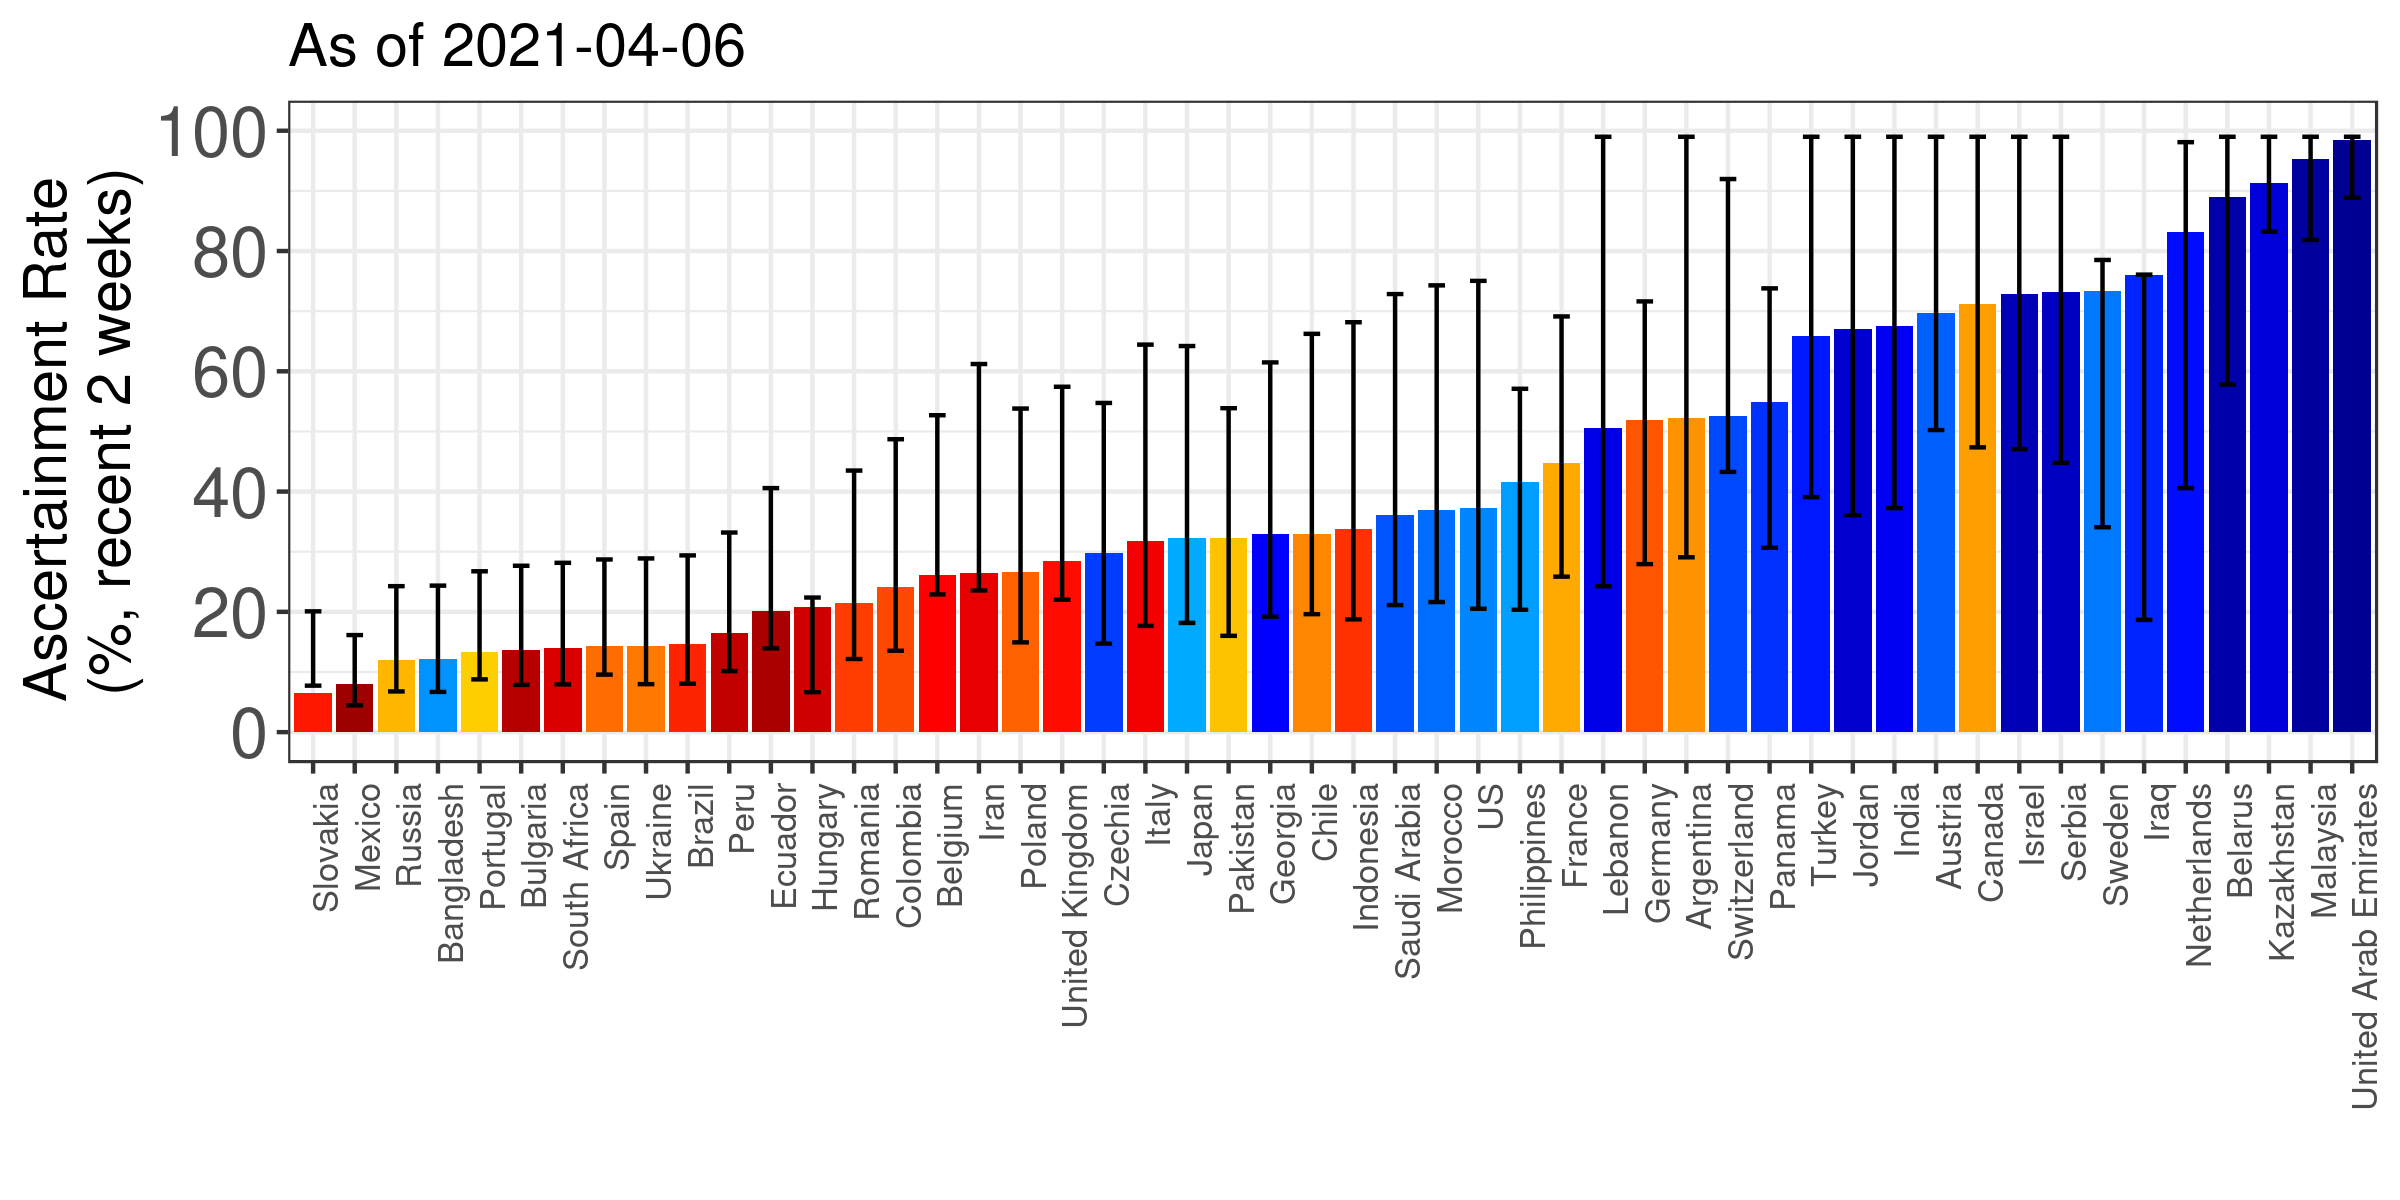 As of 2021-04-06
Ascertainment Rate
(%, recent 2 weeks)
100
80
60
40
20
0
Slovakia
Mexico
Russia
Bangladesh
Portugal
Bulgaria
South Africa
Spain
Ukraine
Brazil
Peru
Ecuador
Hungary
Romania
Colombia
Belgium
Iran
Poland
United Kingdom
Czechia
Italy
Japan
Pakistan
Georgia
Chile
Indonesia
Saudi Arabia
Morocco
US
Philippines
France
Lebanon
Germany
Argentina
Switzerland
Panama
Turkey
Jordan
India
Austria
Canada
Israel
Serbia
Sweden
Iraq
Netherlands
Belarus
Kazakhstan
Malaysia
United Arab Emirates